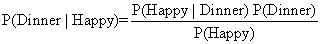 P(Dinner | Happy)=P(Happy | Dinner) P(Dinner)
P(Happy)